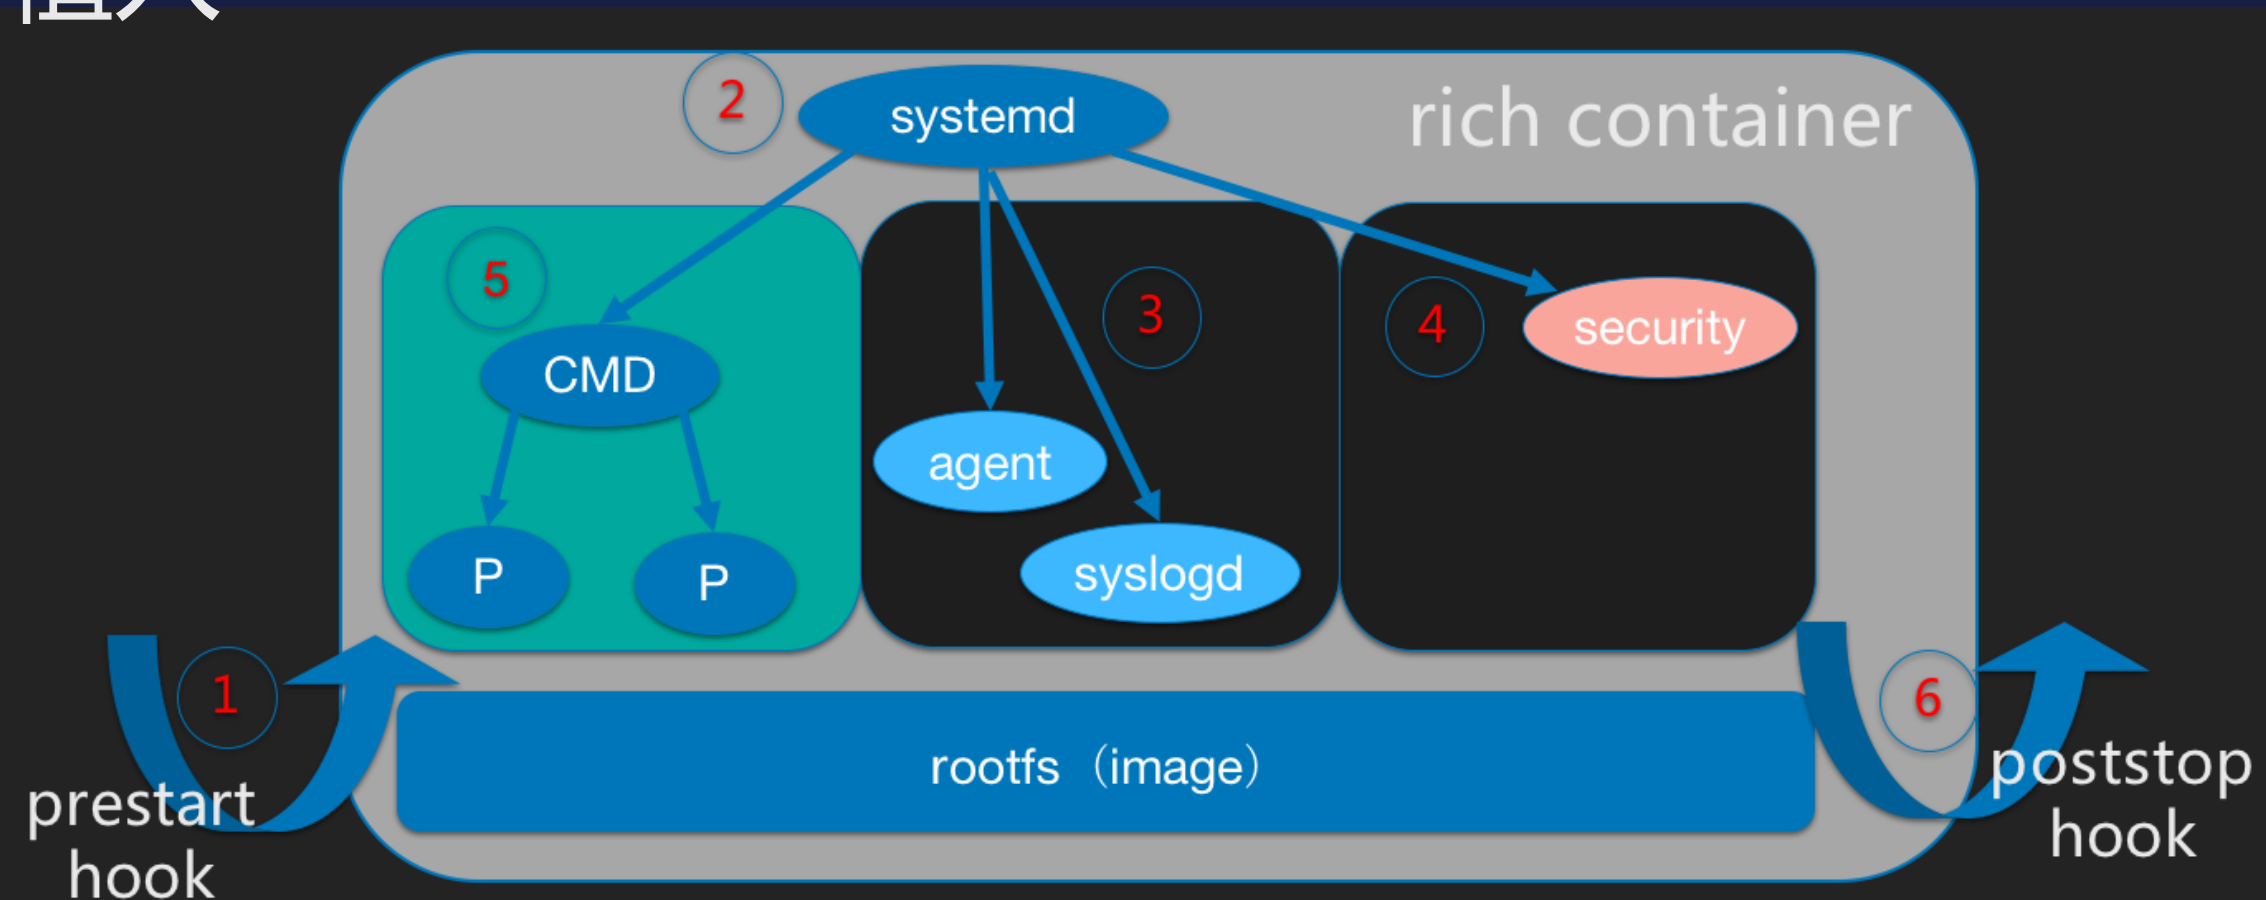 2
systemd
rich container
5
3
4
security
CMD
agent
P
P
syslogd
1
6
rootfs（image）
prestart
hook
poststop
hook